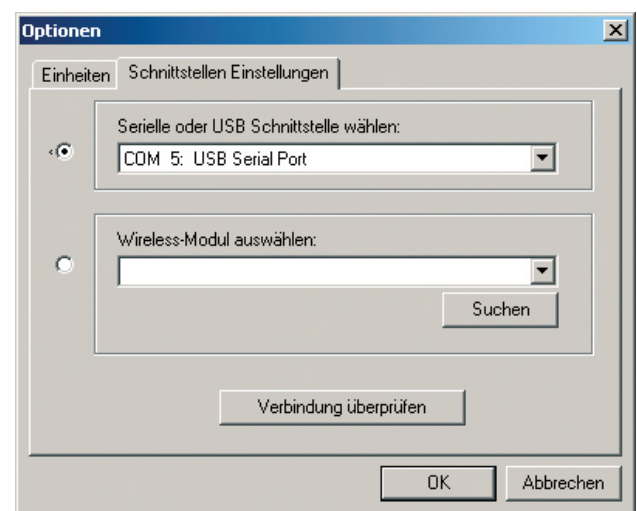 Optionen
Einheiten Schnittstellen Einstellungen
Serielle oder USB Schnittstelle wählen:
COM 5: USB Serial Port
Wireless-Modul auswählen:
Suchen
Verbindung überprüfen
OK Abbrechen